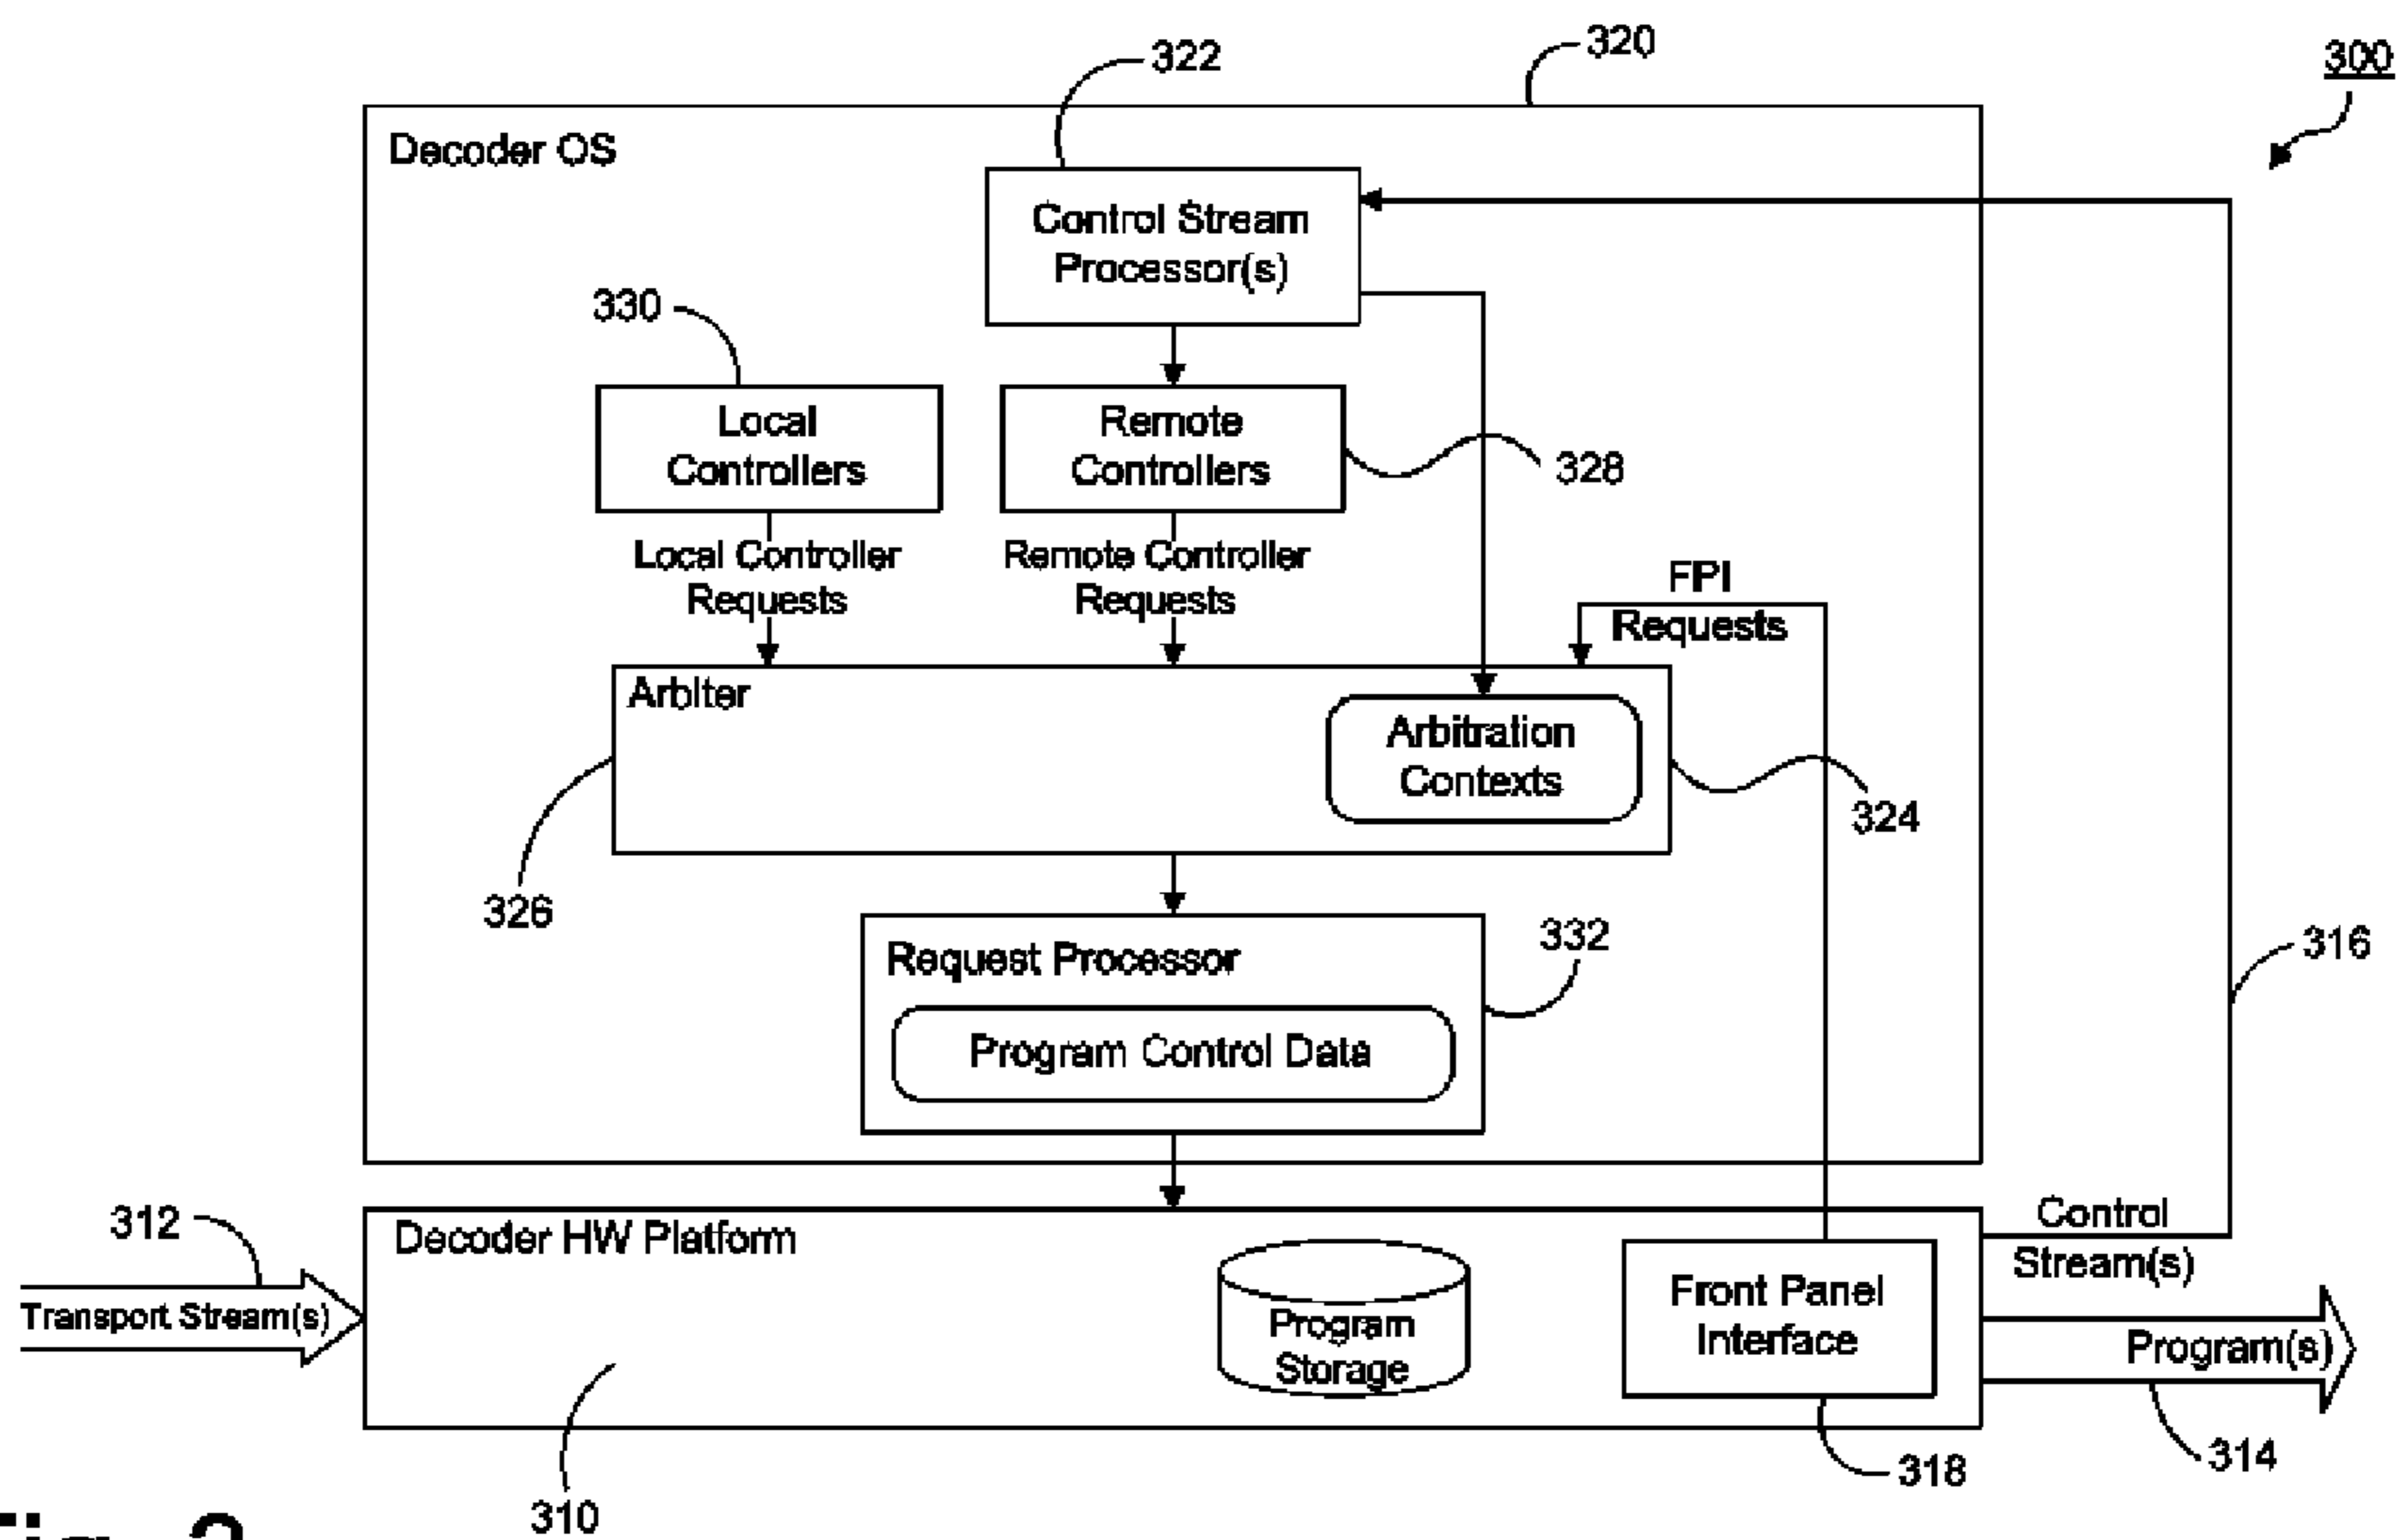 322
320
300
Decoder OS
Control Stream
Processor(s)
330
Local
Controllers
Remote
Controllers
328
Local Controller
Requests
Remote Controller
Requests
FPI
Requests
Arbiter
Arbitration
Contexts
324
326
Request Processor
332
Program Control Data
316
312
Transport Stream(s)
Decoder HW Platform
Program
Storage
Front Panel
Interface
Control
Stream(s)
Program(s)
310
318
314